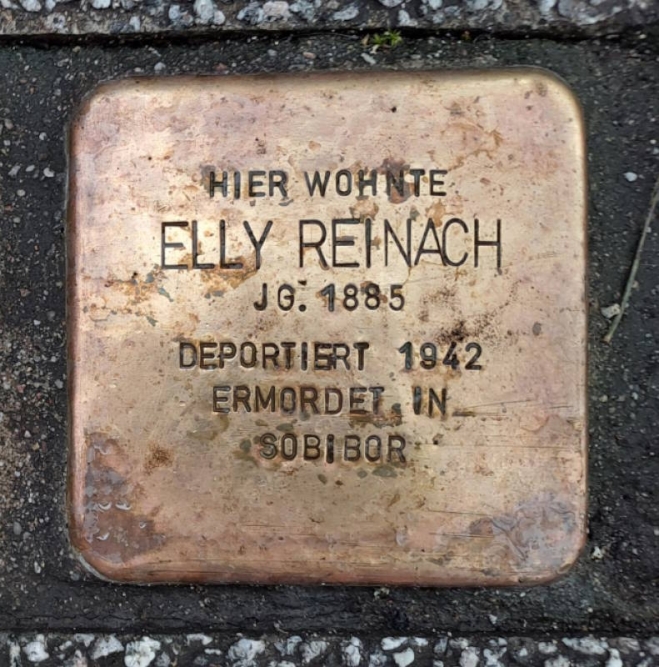 HIER WOHNTE
ELLY REINACH
JG. 1885
DEPORTIERT 1942
ERMORDET IN
SOBIBOR